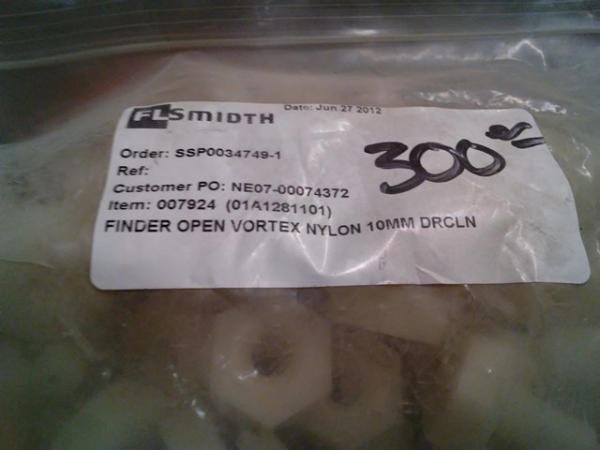 FLSMIDTH
Date: Jun 27 2012
Order: SSP0034749-1
300
Ref:
Customer PO: NE07-00074372
Item: 007924 (01A1281101)
FINDER OPEN VORTEX NYLON 10MM DRCLN